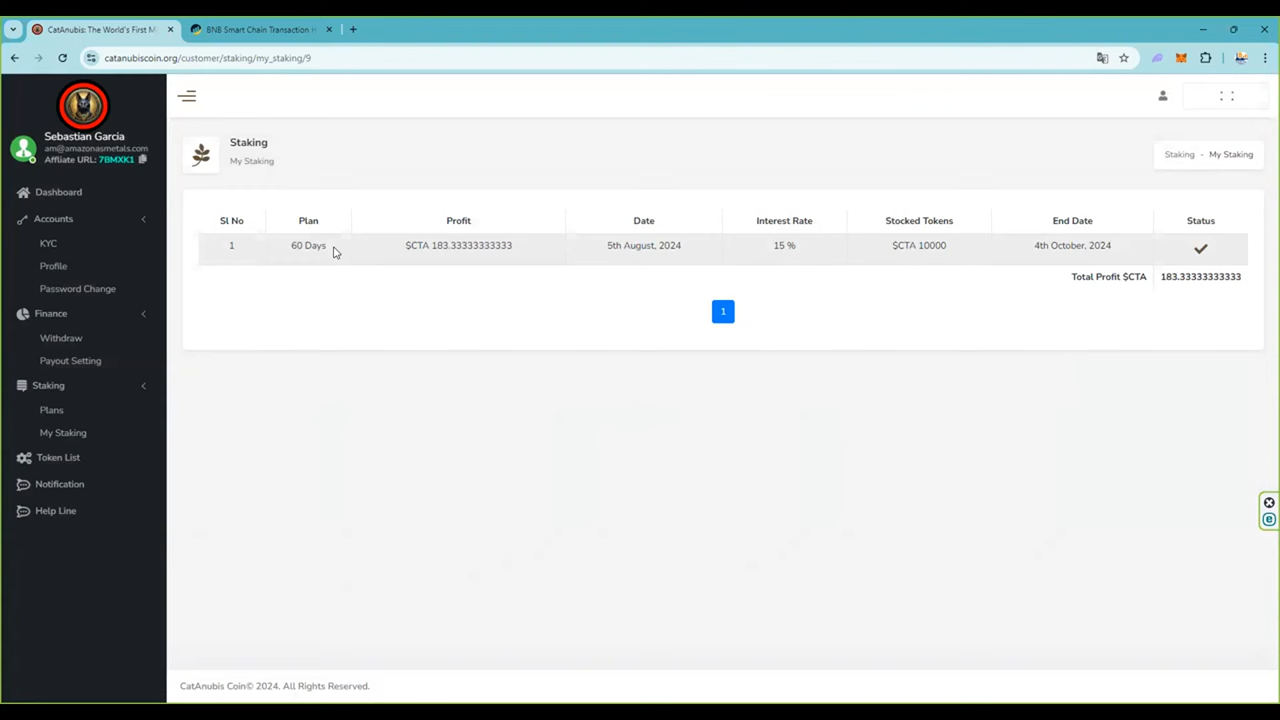 CatAnubis: The World's First M
BNB Smart Chain Transaction H
catanubiscoin.org/customer/staking/my_staking/9
Sebastian Garcia
am@amazonasmetals.com
Affliate URL: 7BMXK1
Dashboard
Accounts
KYC
Profile
Password Change
Finance
Withdraw
Payout Setting
Staking
Plans
My Staking
Token List
Notification
Help Line
Staking
My Staking
Staking - My Staking
Sl No Plan Profit Date Interest Rate Stocked Tokens End Date Status
1 60 Days $CTA 183.33333333333 5th August, 2024 15 % $CTA 10000 4th October, 2024
Total Profit $CTA 183.33333333333
1
CatAnubis Coin© 2024. All Rights Reserved.